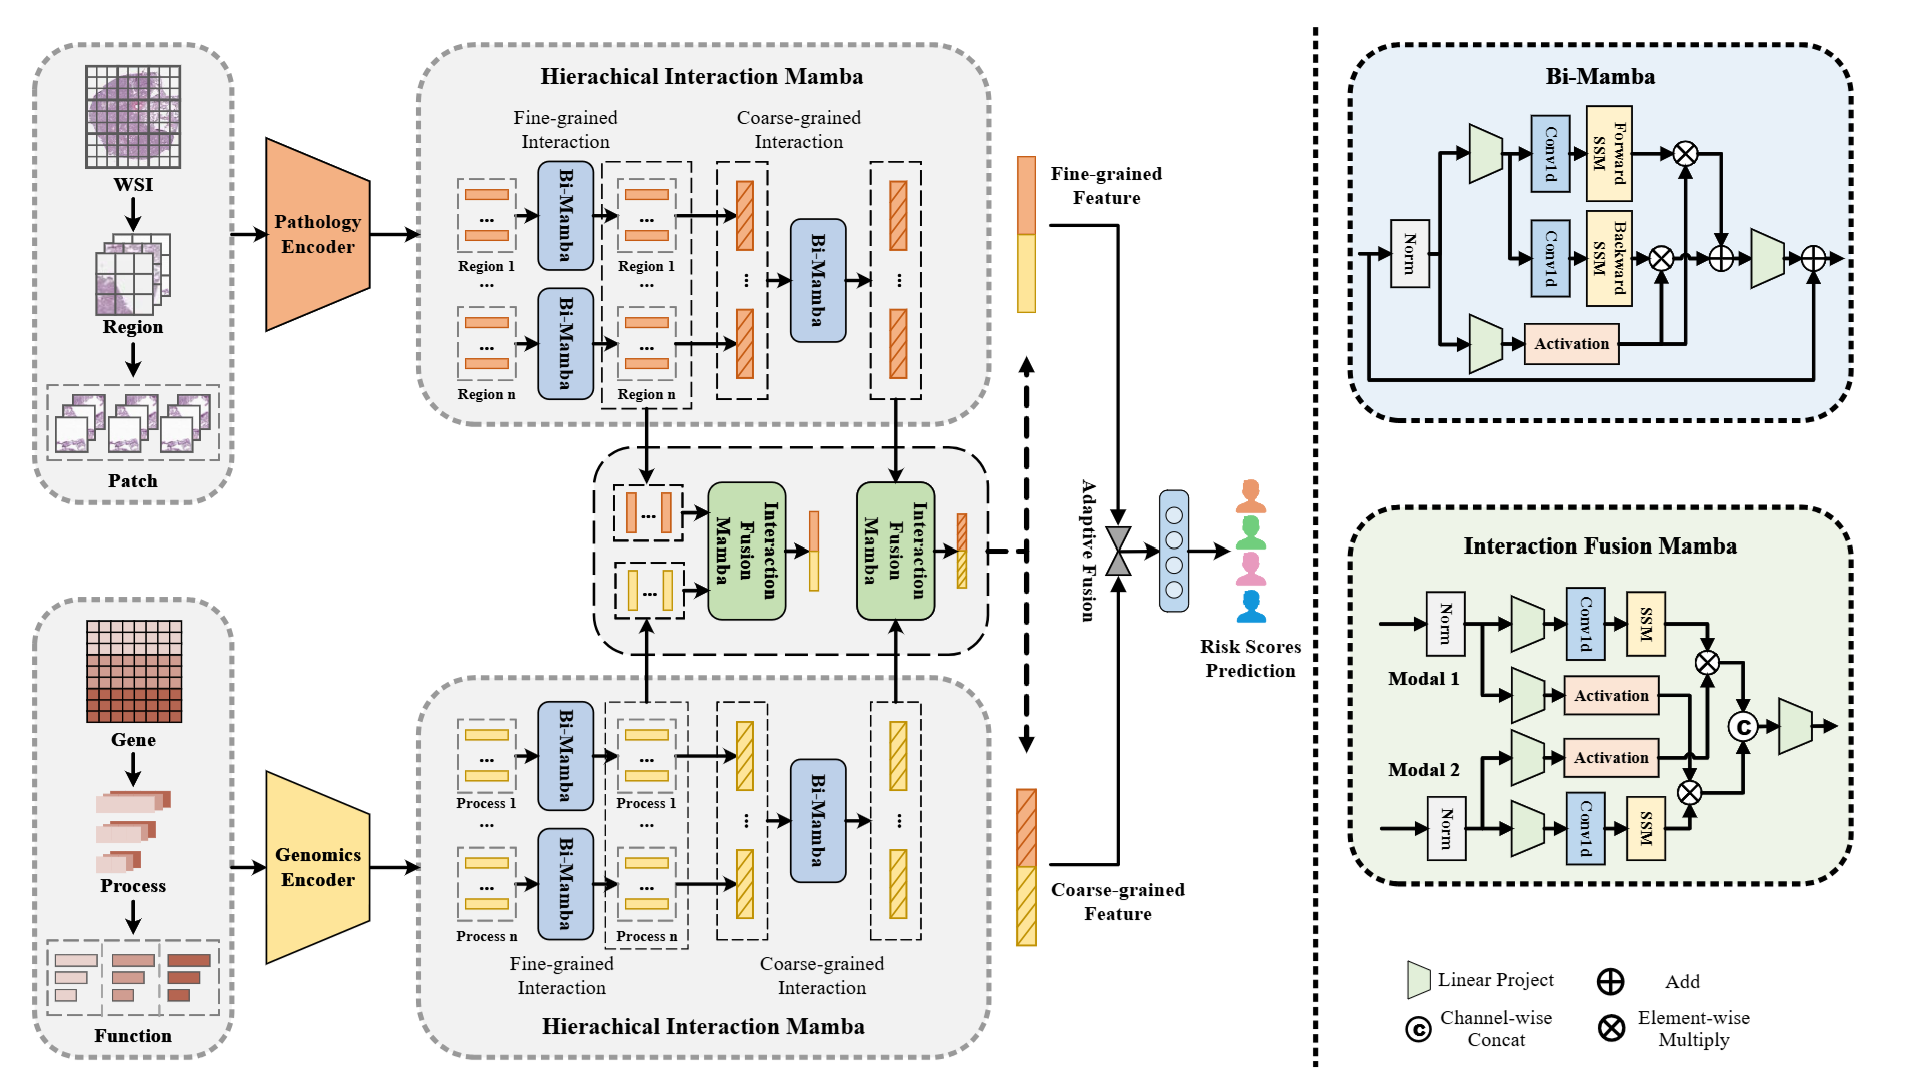 WSI
Region
Patch
Pathology
Encoder
Hierachical Interaction Mamba
Fine-grained
Interaction
Coarse-grained
Interaction
Region 1
...
Bi-Mamba
Region 1
...
...
...
Region n
...
Bi-Mamba
Region n
...
...
Bi-Mamba
...
...
Interaction
Fusion
Mamba
Interaction
Fusion
Mamba
Gene
Process
Function
Genomics
Encoder
Process 1
...
Bi-Mamba
Process 1
...
...
...
Process n
...
Bi-Mamba
Process n
...
...
Bi-Mamba
...
Fine-grained
Interaction
Coarse-grained
Interaction
Hierachical Interaction Mamba
Fine-grained
Feature
Adaptive Fusion
Coarse-grained
Feature
Risk Scores
Prediction
Bi-Mamba
Norm
Conv1d
Forward
SSM
Conv1d
Backward
SSM
Activation
Interaction Fusion Mamba
Norm
Conv1d
SSM
Modal 1
Activation
C
Modal 2
Activation
Norm
Conv1d
SSM
Linear Project
Add
C
Channel-wise
Concat
Element-wise
Multiply